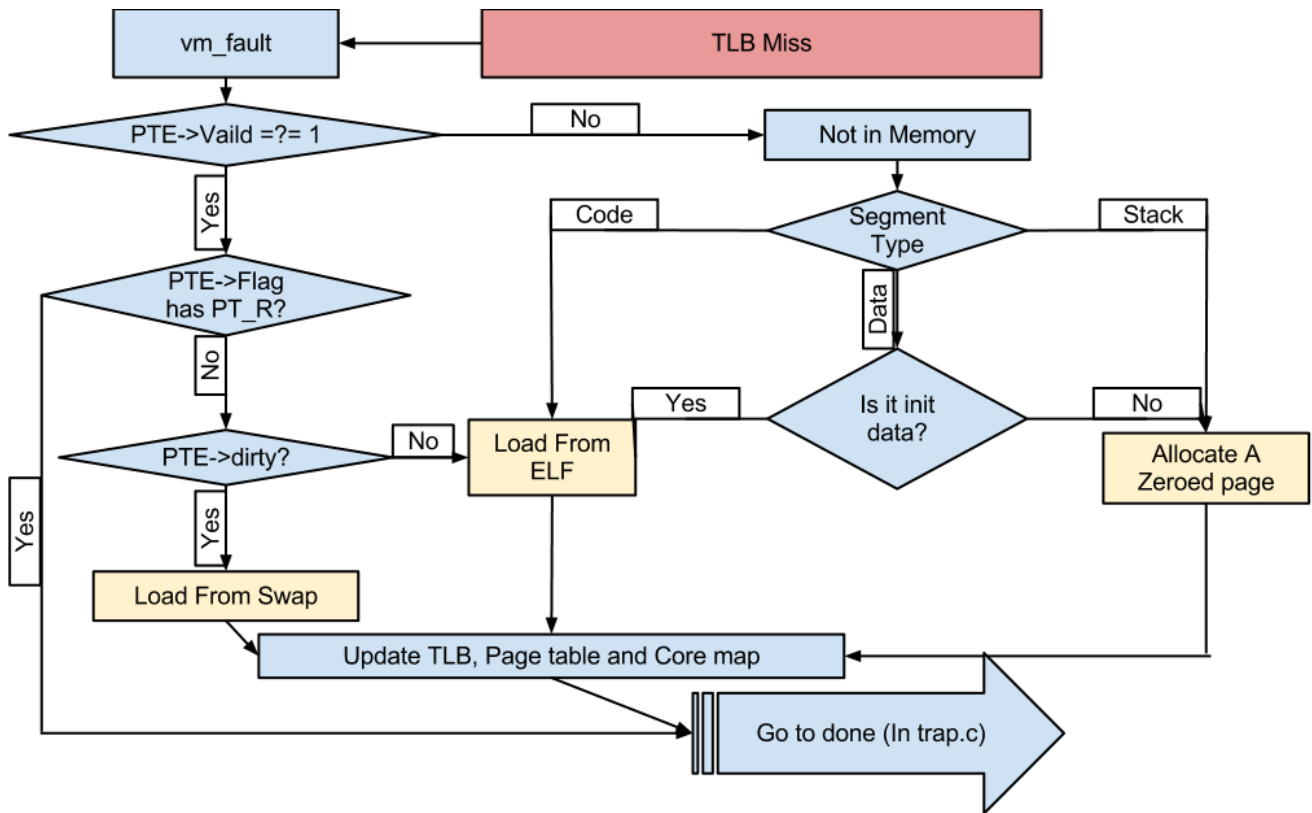 vm_fault
TLB Miss
PTE->Vaild =?= 1
No
Not in Memory
Yes
Code
Segment
Type
Stack
PTE->Flag
has PT_R?
Data
No
Yes
Is it init
data?
No
PTE->dirty?
No
Load From
ELF
Allocate A
Zeroed page
Yes
Yes
Load From Swap
Update TLB, Page table and Core map
Go to done (In trap.c)